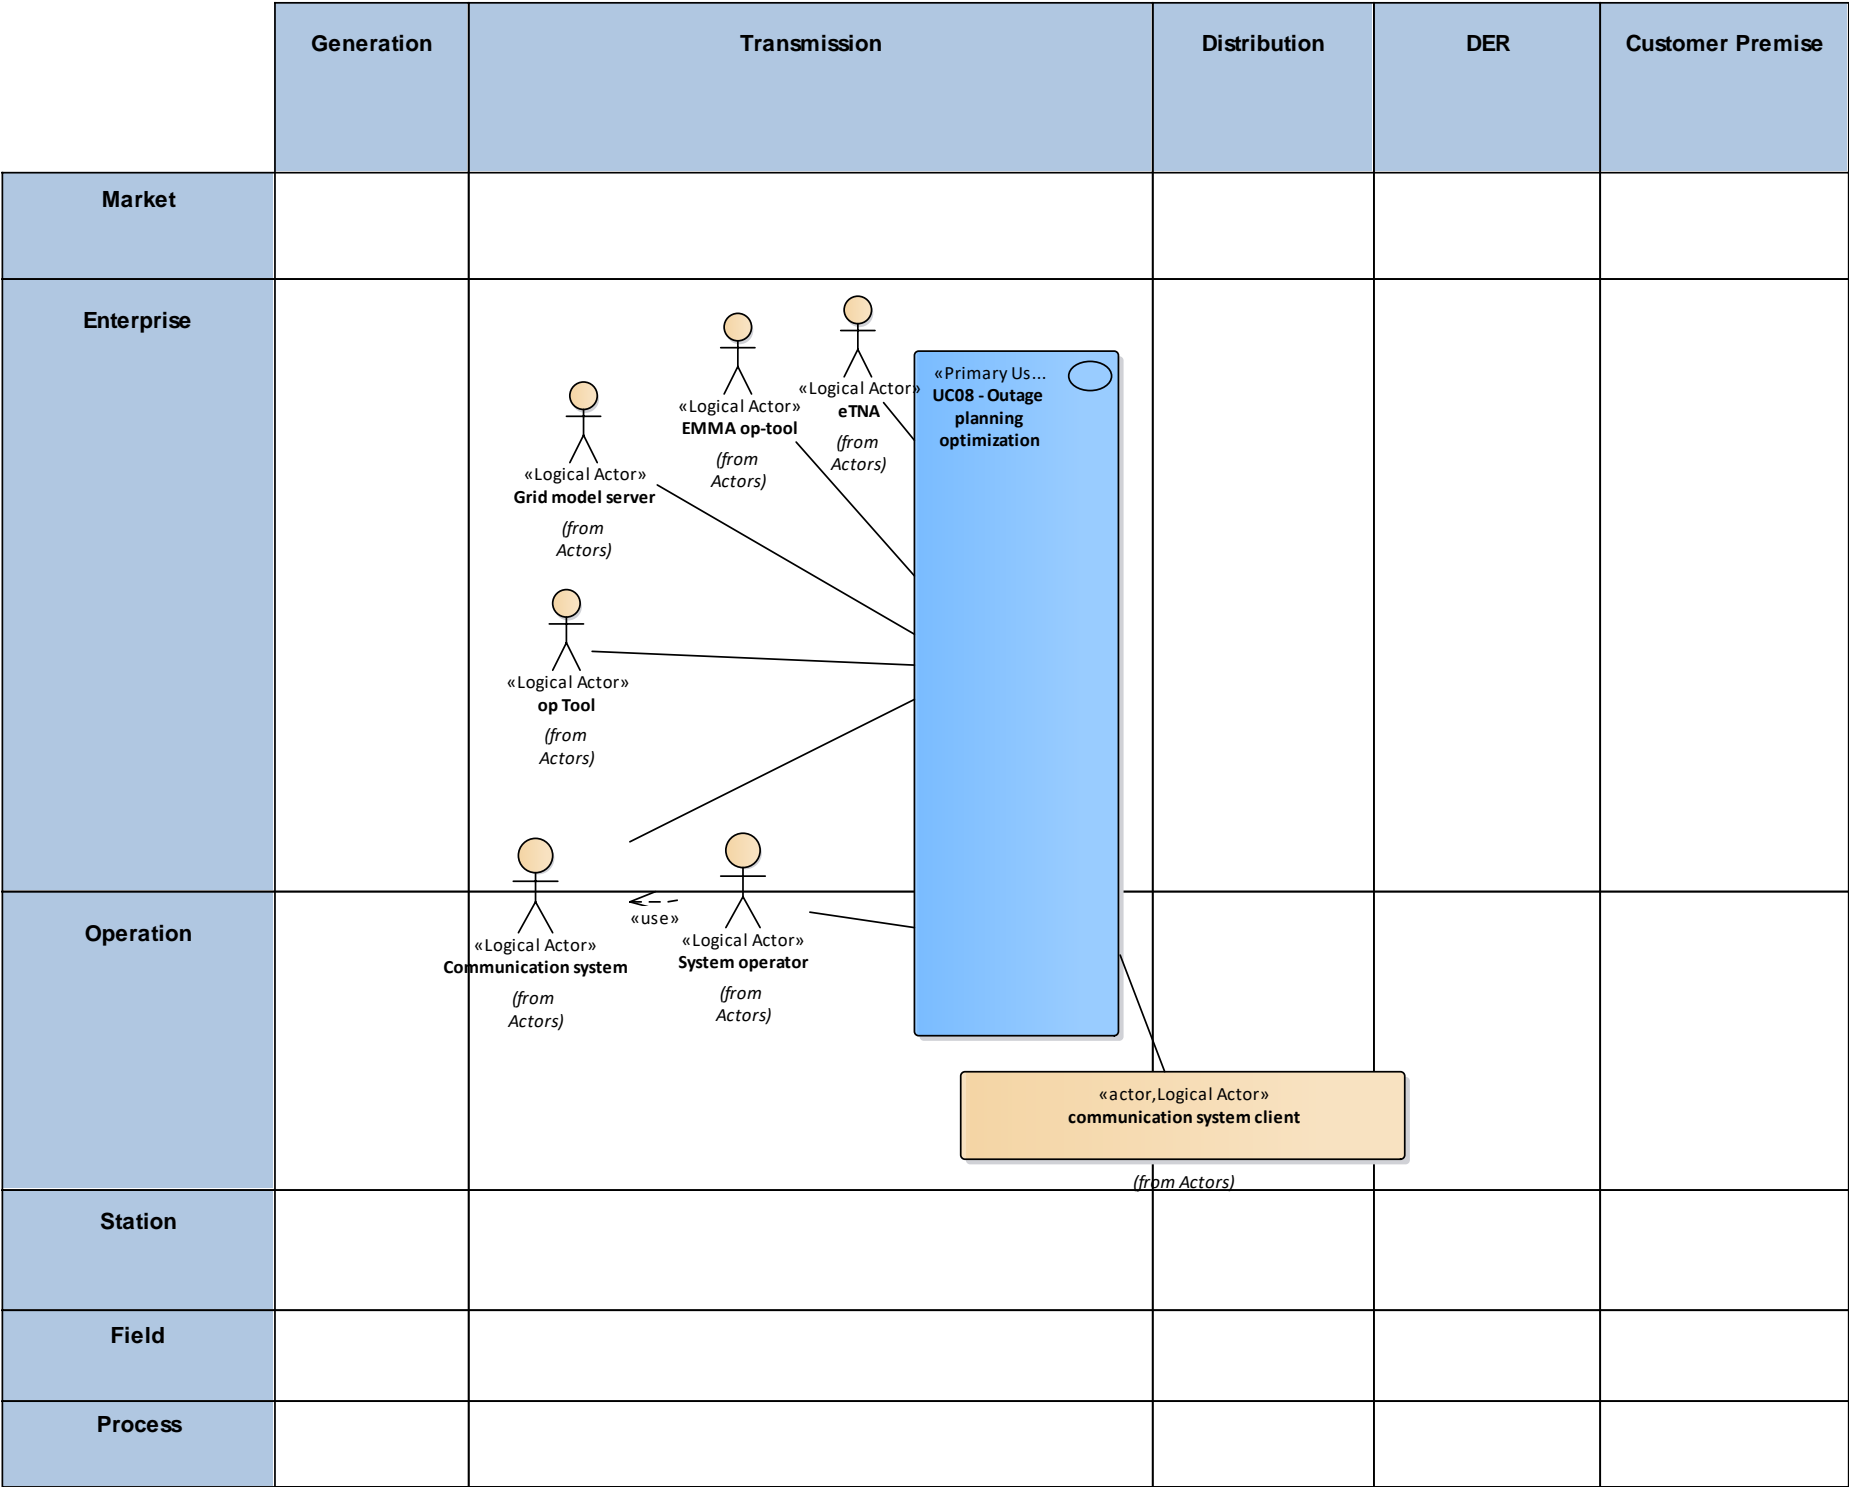 Generation
Transmission
Distribution
DER
Customer Premise
Market
Enterprise
«Logical Actor»
eTNA
(from
Actors)
«Logical Actor»
EMMA op-tool
(from
Actors)
«Logical Actor»
Grid model server
(from
Actors)
«Primary Us...
UC08 - Outage
planning
optimization
«Logical Actor»
op Tool
(from
Actors)
Operation
«Logical Actor»
Communication system
(from
Actors)
«use»
«Logical Actor»
System operator
(from
Actors)
«actor,Logical Actor»
communication system client
(from Actors)
Station
Field
Process